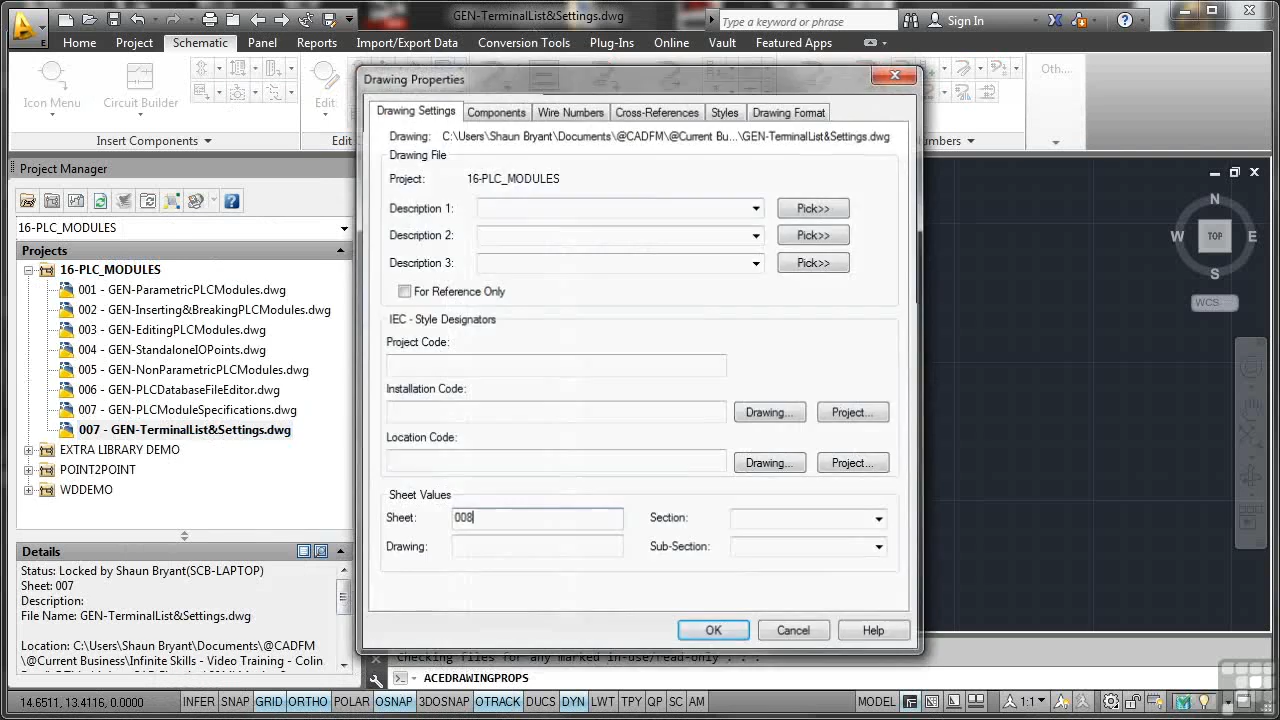 GEN-TerminalList&Settings.dwg
Type a keyword or phrase
Sign In
Home Project Schematic Panel Reports Import/Export Data Conversion Tools Plug-Ins Online Vault Featured Apps
Icon Menu
Circuit Builder
Edit
Oth...
Insert Components
Edit
Numbers
Project Manager
16-PLC_MODULES
Projects
16-PLC_MODULES
001 - GEN-ParametricPLCModules.dwg
002 - GEN-Inserting&BreakingPLCModules.dwg
003 - GEN-EditingPLCModules.dwg
004 - GEN-StandaloneIOPoints.dwg
005 - GEN-NonParametricPLCModules.dwg
006 - GEN-PLCDatabaseFileEditor.dwg
007 - GEN-PLCModuleSpecifications.dwg
007 - GEN-TerminalList&Settings.dwg
EXTRA LIBRARY DEMO
POINT2POINT
WDDEMO
Details
Status: Locked by Shaun Bryant(SCB-LAPTOP)
Sheet: 007
Description:
File Name: GEN-TerminalList&Settings.dwg
Location: C:\Users\Shaun Bryant\Documents\@CADFM
\@Current Business\Infinite Skills - Video Training - Colin
Drawing Properties
Drawing Settings Components Wire Numbers Cross-References Styles Drawing Format
Drawing: C:\Users\Shaun Bryant\Documents\@CADFM\@Current Bu...\GEN-TerminalList&Settings.dwg
Drawing File
Project: 16-PLC_MODULES
Description 1: Pick>>
Description 2: Pick>>
Description 3: Pick>>
For Reference Only
IEC - Style Designators
Project Code:
Installation Code:
Drawing... Project...
Location Code:
Drawing... Project...
Sheet Values
Sheet: 008 Section:
Drawing: Sub-Section:
OK Cancel Help
N
W TOP E
S
WCS
Checking files for any marked in-use/read-only . . .
ACEDRAWINGPROPS
14.6511, 13.4116, 0.0000 INFER SNAP GRID ORTHO POLAR OSNAP 3DOSNAP OTRACK DUCS DYN LWT TPY QP SC AM MODEL 1:1